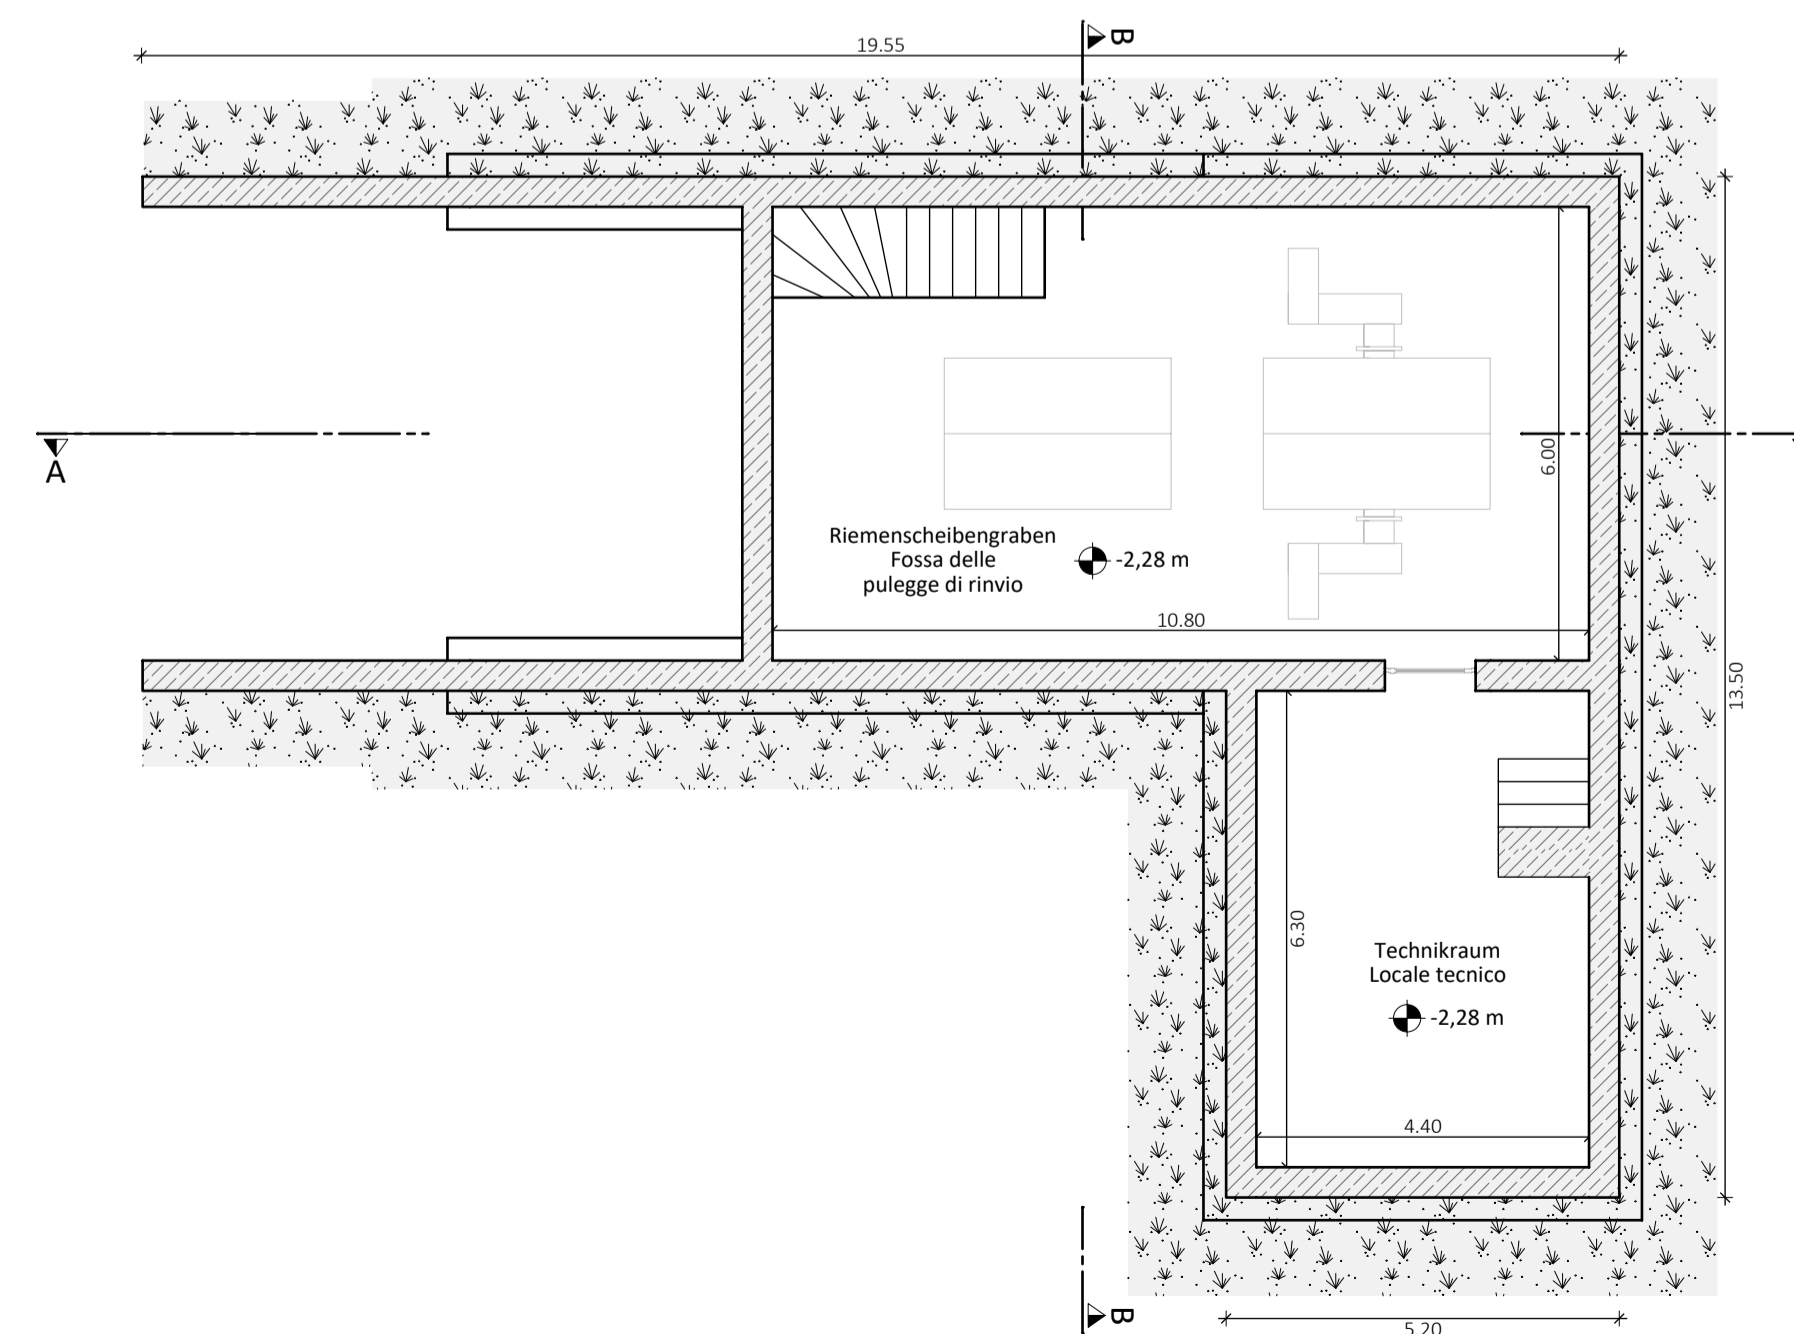 B
19.55
A
6.00
Riemenscheibengraben
Fossa delle
pulegge di rinvio
-2,28 m
10.80
13.50
6.30
Technikraum
Locale tecnico
-2,28 m
4.40
B
5.20